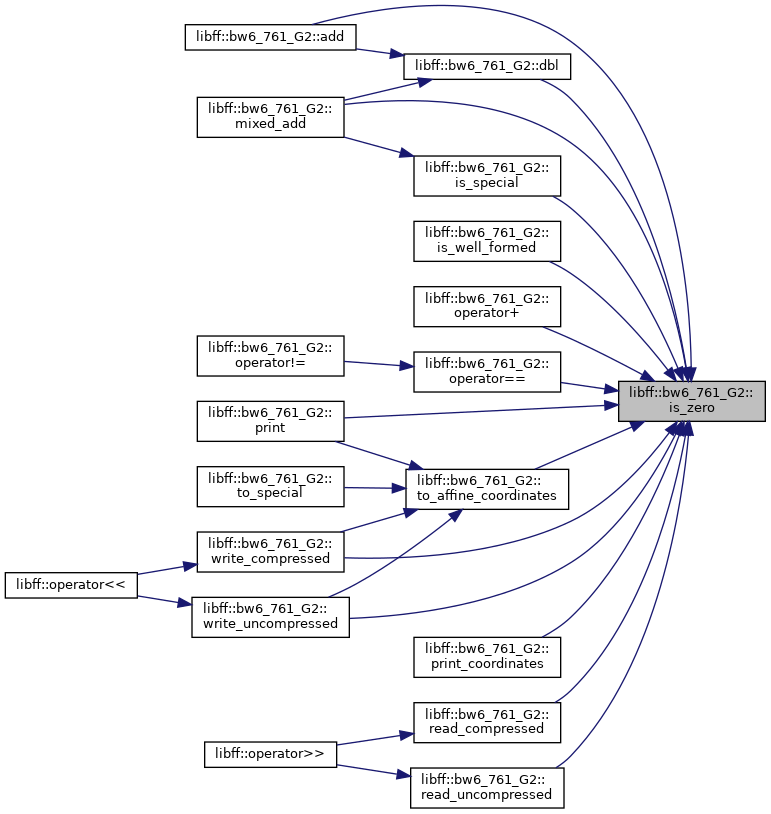 libff::bw6_761_G2::add
libff::bw6_761_G2::dbl
libff::bw6_761_G2::
mixed_add
libff::bw6_761_G2::
is_special
libff::bw6_761_G2::
is_well_formed
libff::bw6_761_G2::
operator+
libff::bw6_761_G2::
operator!=
libff::bw6_761_G2::
operator==
libff::bw6_761_G2::
is_zero
libff::bw6_761_G2::
print
libff::bw6_761_G2::
to_special
libff::bw6_761_G2::
to_affine_coordinates
libff::bw6_761_G2::
write_compressed
libff::operator<<
libff::bw6_761_G2::
write_uncompressed
libff::bw6_761_G2::
print_coordinates
libff::bw6_761_G2::
read_compressed
libff::operator>>
libff::bw6_761_G2::
read_uncompressed